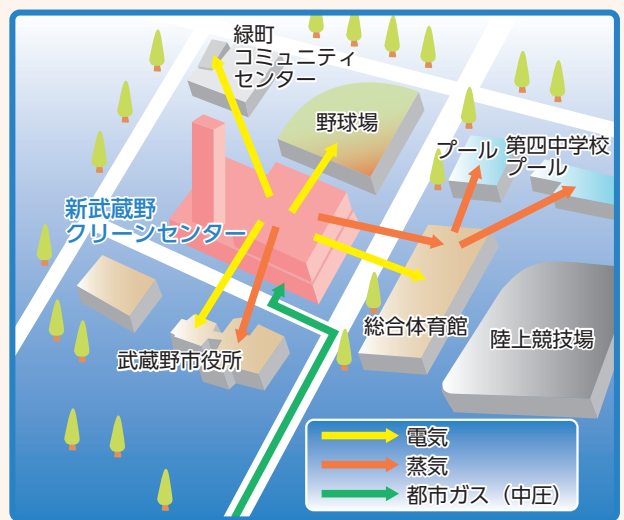 緑町
コミュニティ
センター
野球場
プール
第四中学校
プール
新武蔵野
クリーンセンター
総合体育館
陸上競技場
武蔵野市役所
電気
蒸気
都市ガス（中圧）